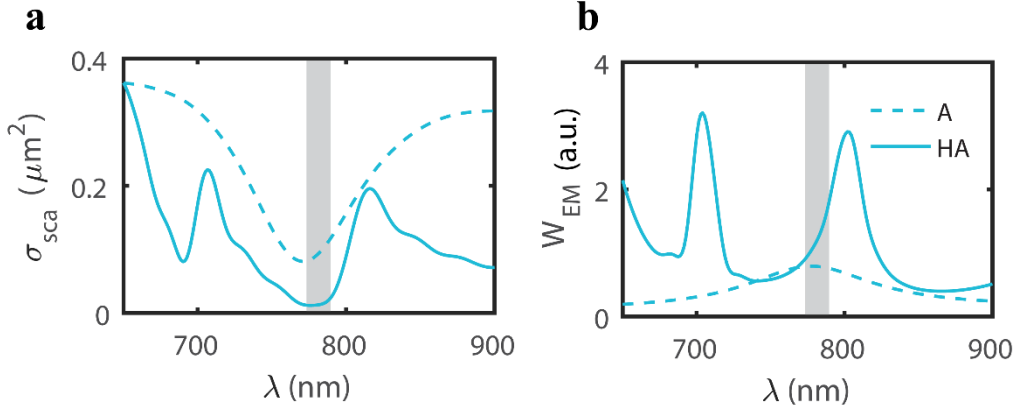 a
0.4
0.2
0
σsca (μm²)
700
800
900
λ (nm)
b
4
2
0
WEM (a.u.)
A
HA
700
800
900
λ (nm)